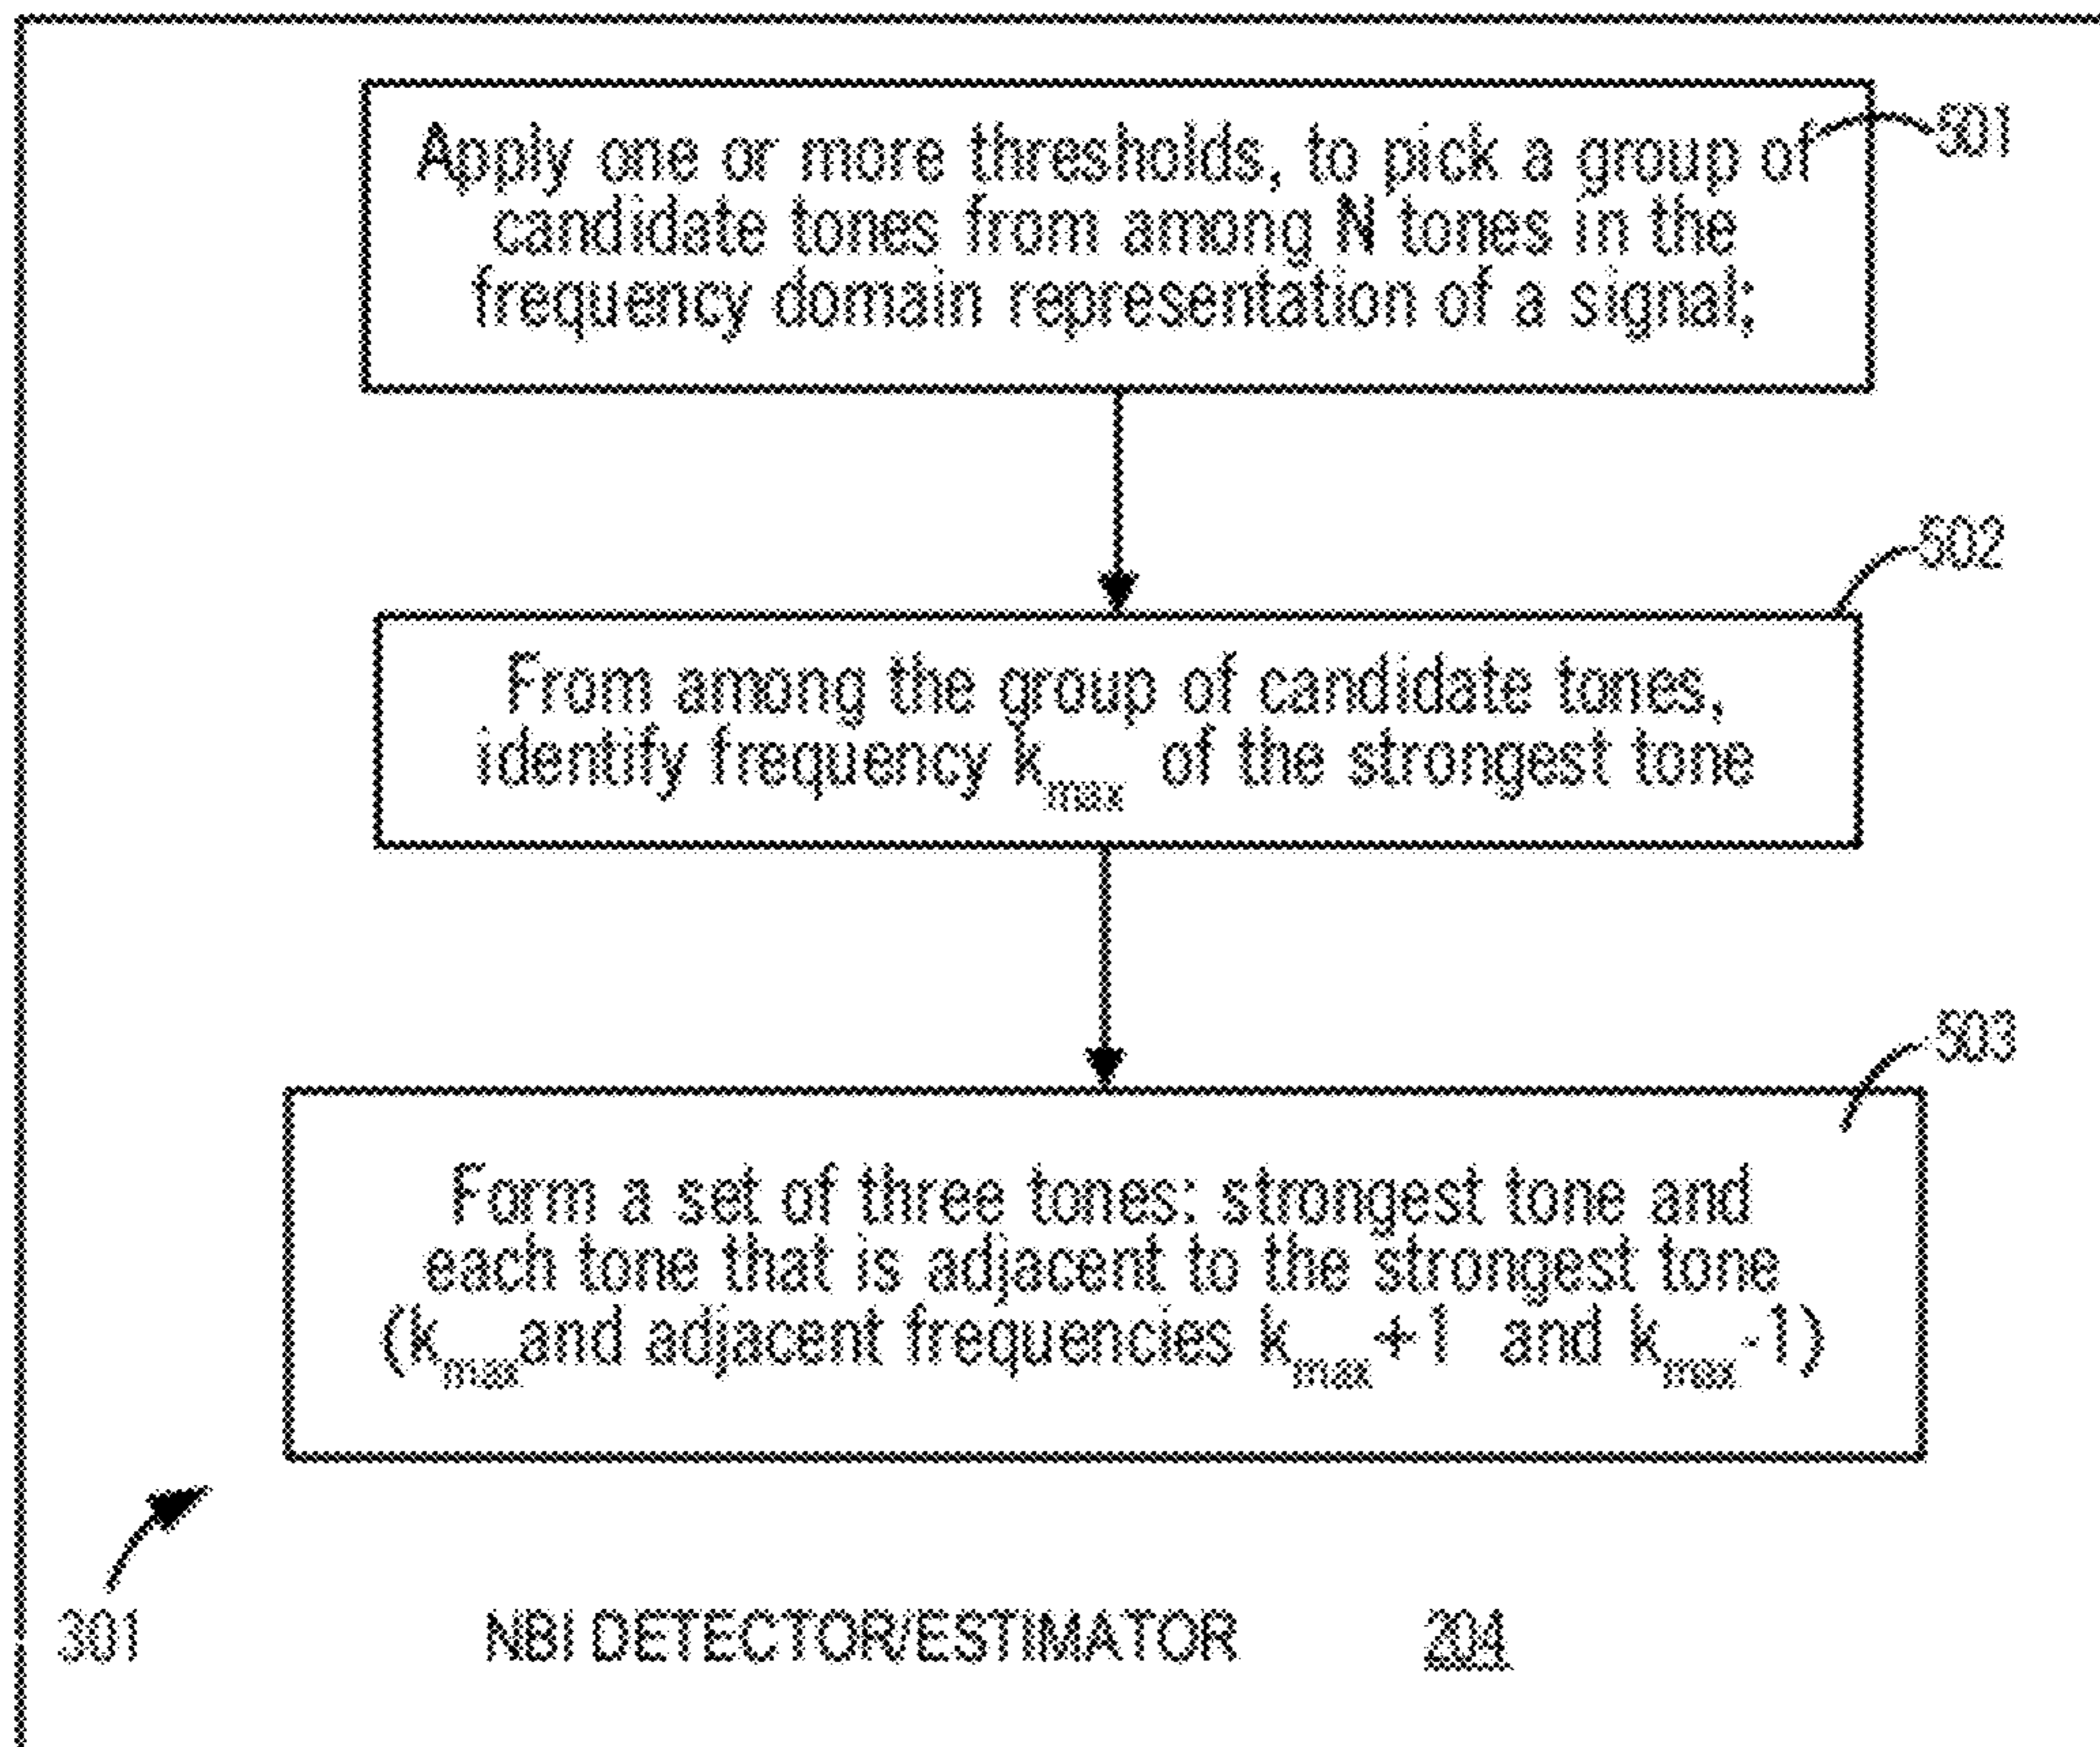 Apply one or more thresholds, to pick a group of
501
candidate tones from among N tones in the
frequency domain representation of a signal;
502
From among the group of candidate tones,
identify frequency kmax of the strongest tone
503
Form a set of three tones: strongest tone and
each tone that is adjacent to the strongest tone
(kmax and adjacent frequencies kmax+1 and kmax-1)
301
NBI DETECTOR/ESTIMATOR 204